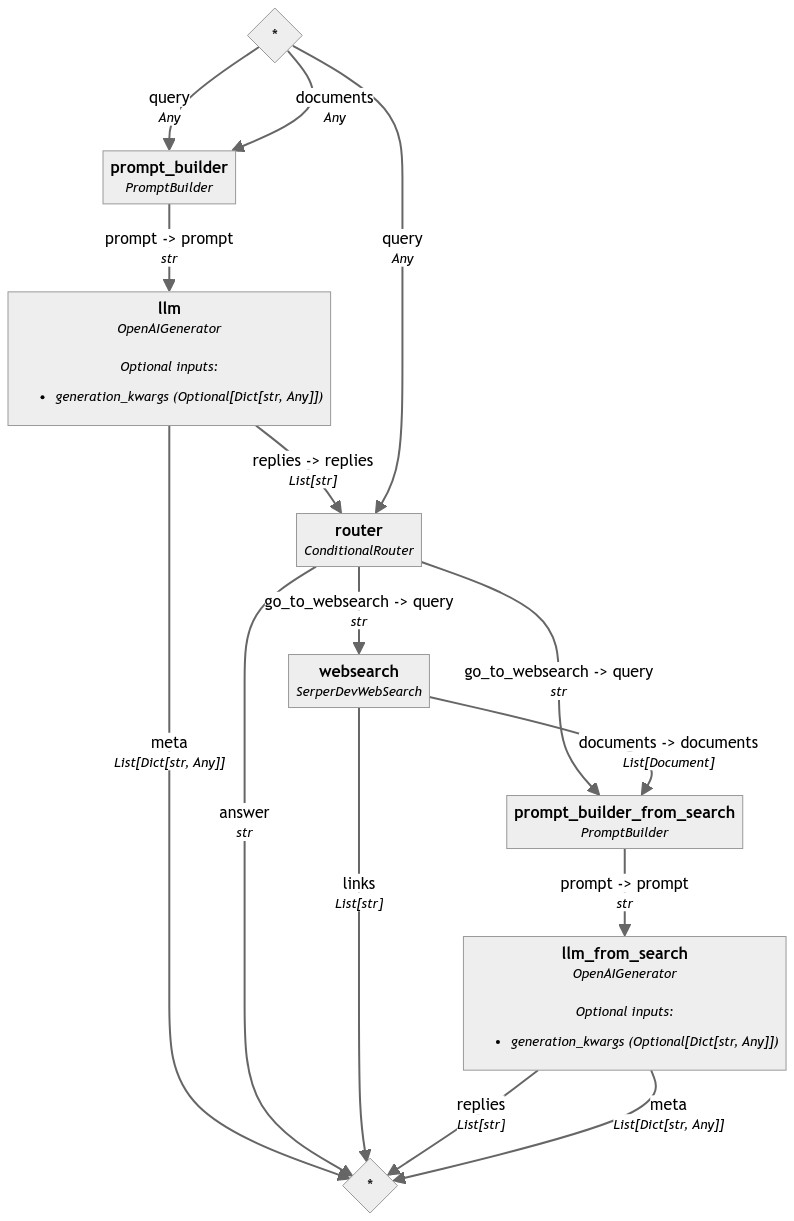 *
query
Any
documents
Any
prompt_builder
PromptBuilder
prompt -> prompt
str
query
Any
llm
OpenAIGenerator
Optional inputs:
• generation_kwargs (Optional[Dict[str, Any]])
replies -> replies
List[str]
router
ConditionalRouter
go_to_websearch -> query
str
websearch
SerperDevWebSearch
go_to_websearch -> query
str
meta
List[Dict[str, Any]]
documents -> documents
List[Document]
answer
str
prompt_builder_from_search
PromptBuilder
links
List[str]
prompt -> prompt
str
llm_from_search
OpenAIGenerator
Optional inputs:
• generation_kwargs (Optional[Dict[str, Any]])
replies
List[str]
meta
List[Dict[str, Any]]
*